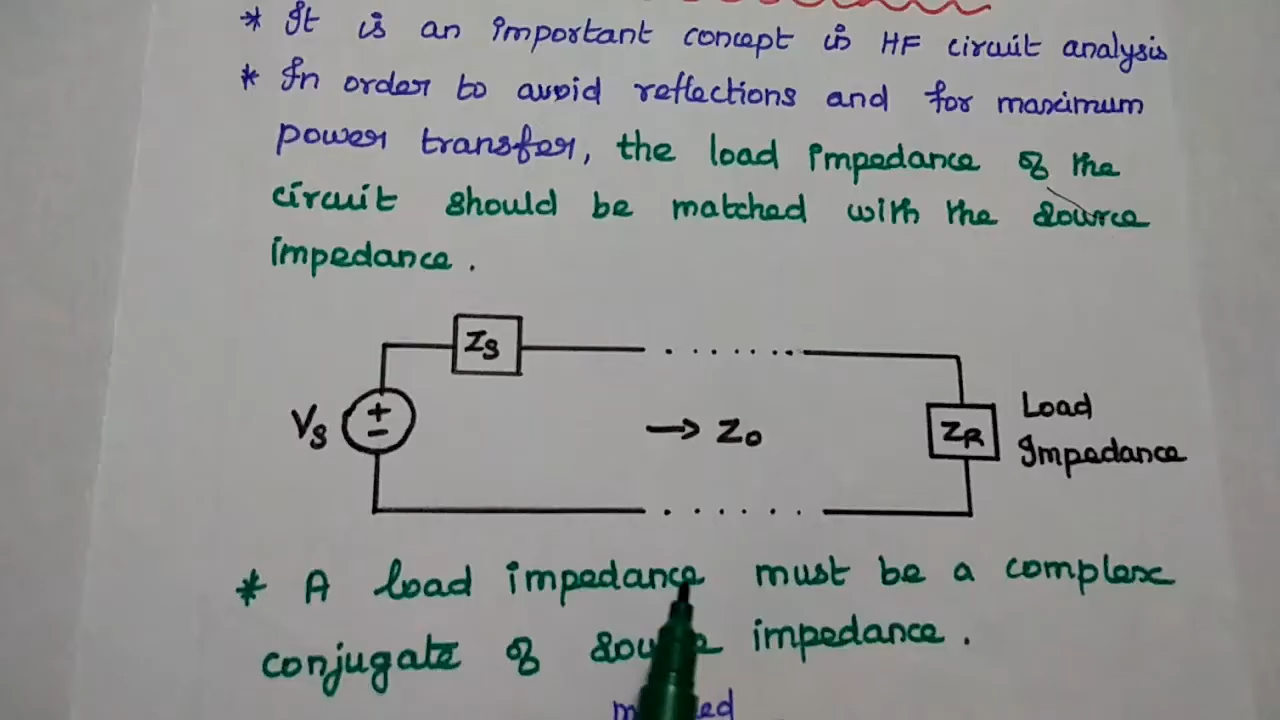 * It is an important concept in HF circuit analysis
* In order to avoid reflections and for maximum
power transfer, the load impedance of the
circuit should be matched with the source
impedance.
ZS
VS
+
-
→ Z0
ZR
Load
Impedance
* A load impedance must be a complex
conjugate of source impedance.